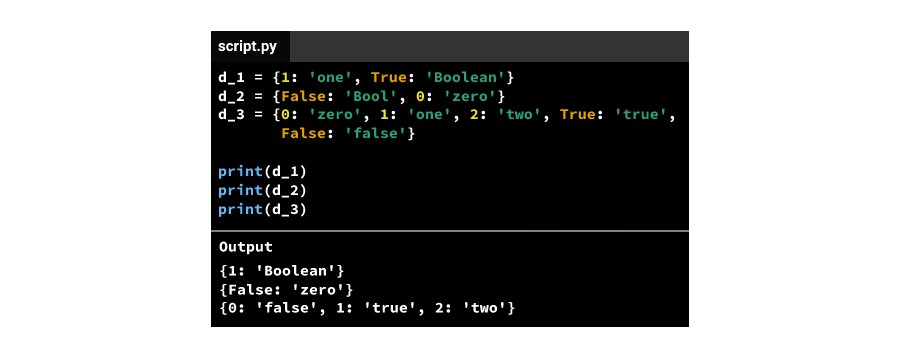 script.py
d_1 = {1: 'one', True: 'Boolean'}
d_2 = {False: 'Bool', 0: 'zero'}
d_3 = {0: 'zero', 1: 'one', 2: 'two', True: 'true',
False: 'false'}
print(d_1)
print(d_2)
print(d_3)
Output
{1: 'Boolean'}
{False: 'zero'}
{0: 'false', 1: 'true', 2: 'two'}